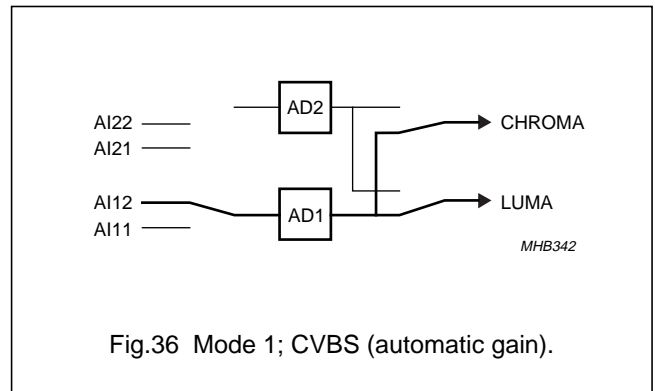 AD2
AI22
CHROMA
AI21
AI12
LUMA
AD1
AI11
MHB342
Fig.36 Mode 1; CVBS (automatic gain).